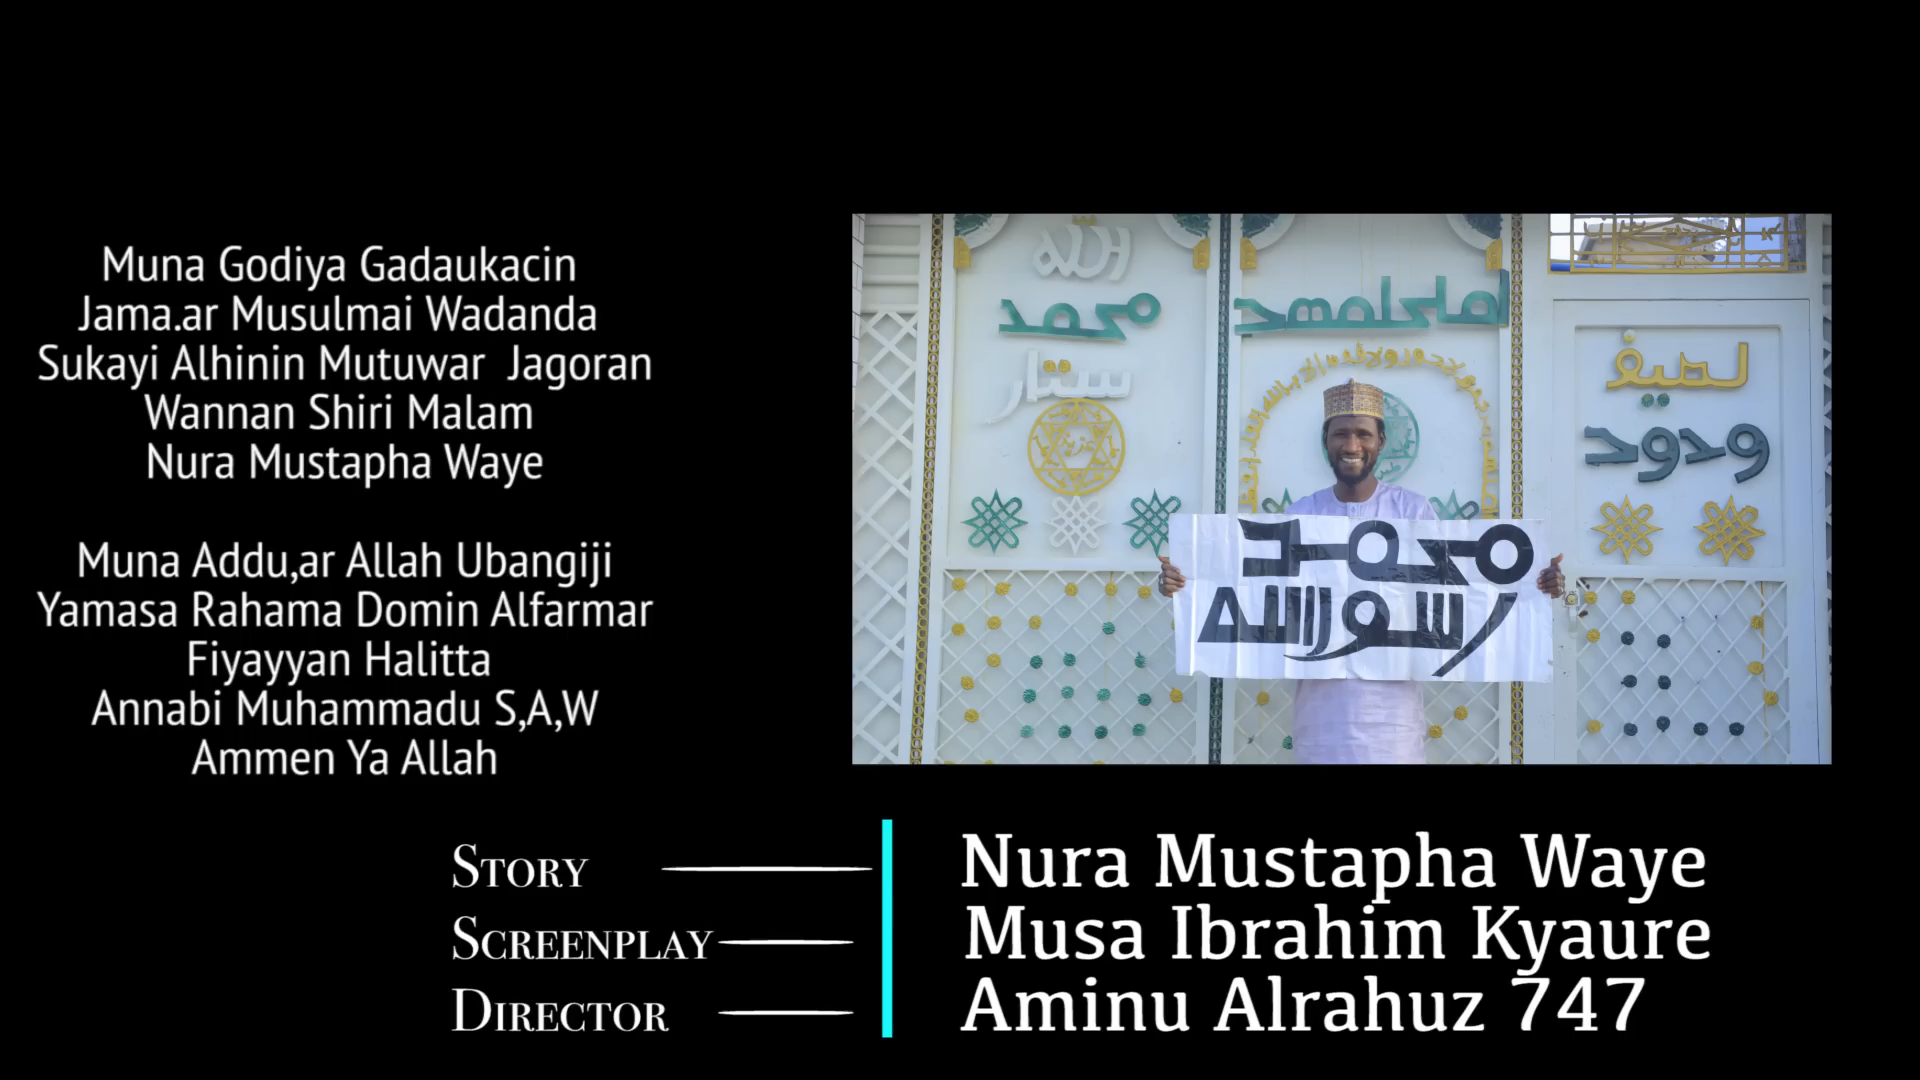 Muna Godiya Gadaukacin
Jama.ar Musulmai Wadanda
Sukayi Alhinin Mutuwar Jagoran
Wannan Shiri Malam
Nura Mustapha Waye
Muna Addu,ar Allah Ubangiji
Yamasa Rahama Domin Alfarmar
Fiyayyan Halitta
Annabi Muhammadu S,A,W
Ammen Ya Allah
الله
محمد
ستار
لطيف
ودود
محمد
رسول الله
STORY Nura Mustapha Waye
SCREENPLAY Musa Ibrahim Kyaure
DIRECTOR Aminu Alrahuz 747